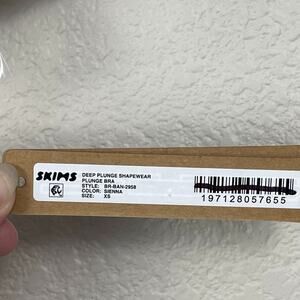 SKIMS
DEEP PLUNGE SHAPEWEAR
PLUNGE BRA
STYLE: BR-BAN-2958
COLOR: SIENNA
SIZE: XS
197128057655